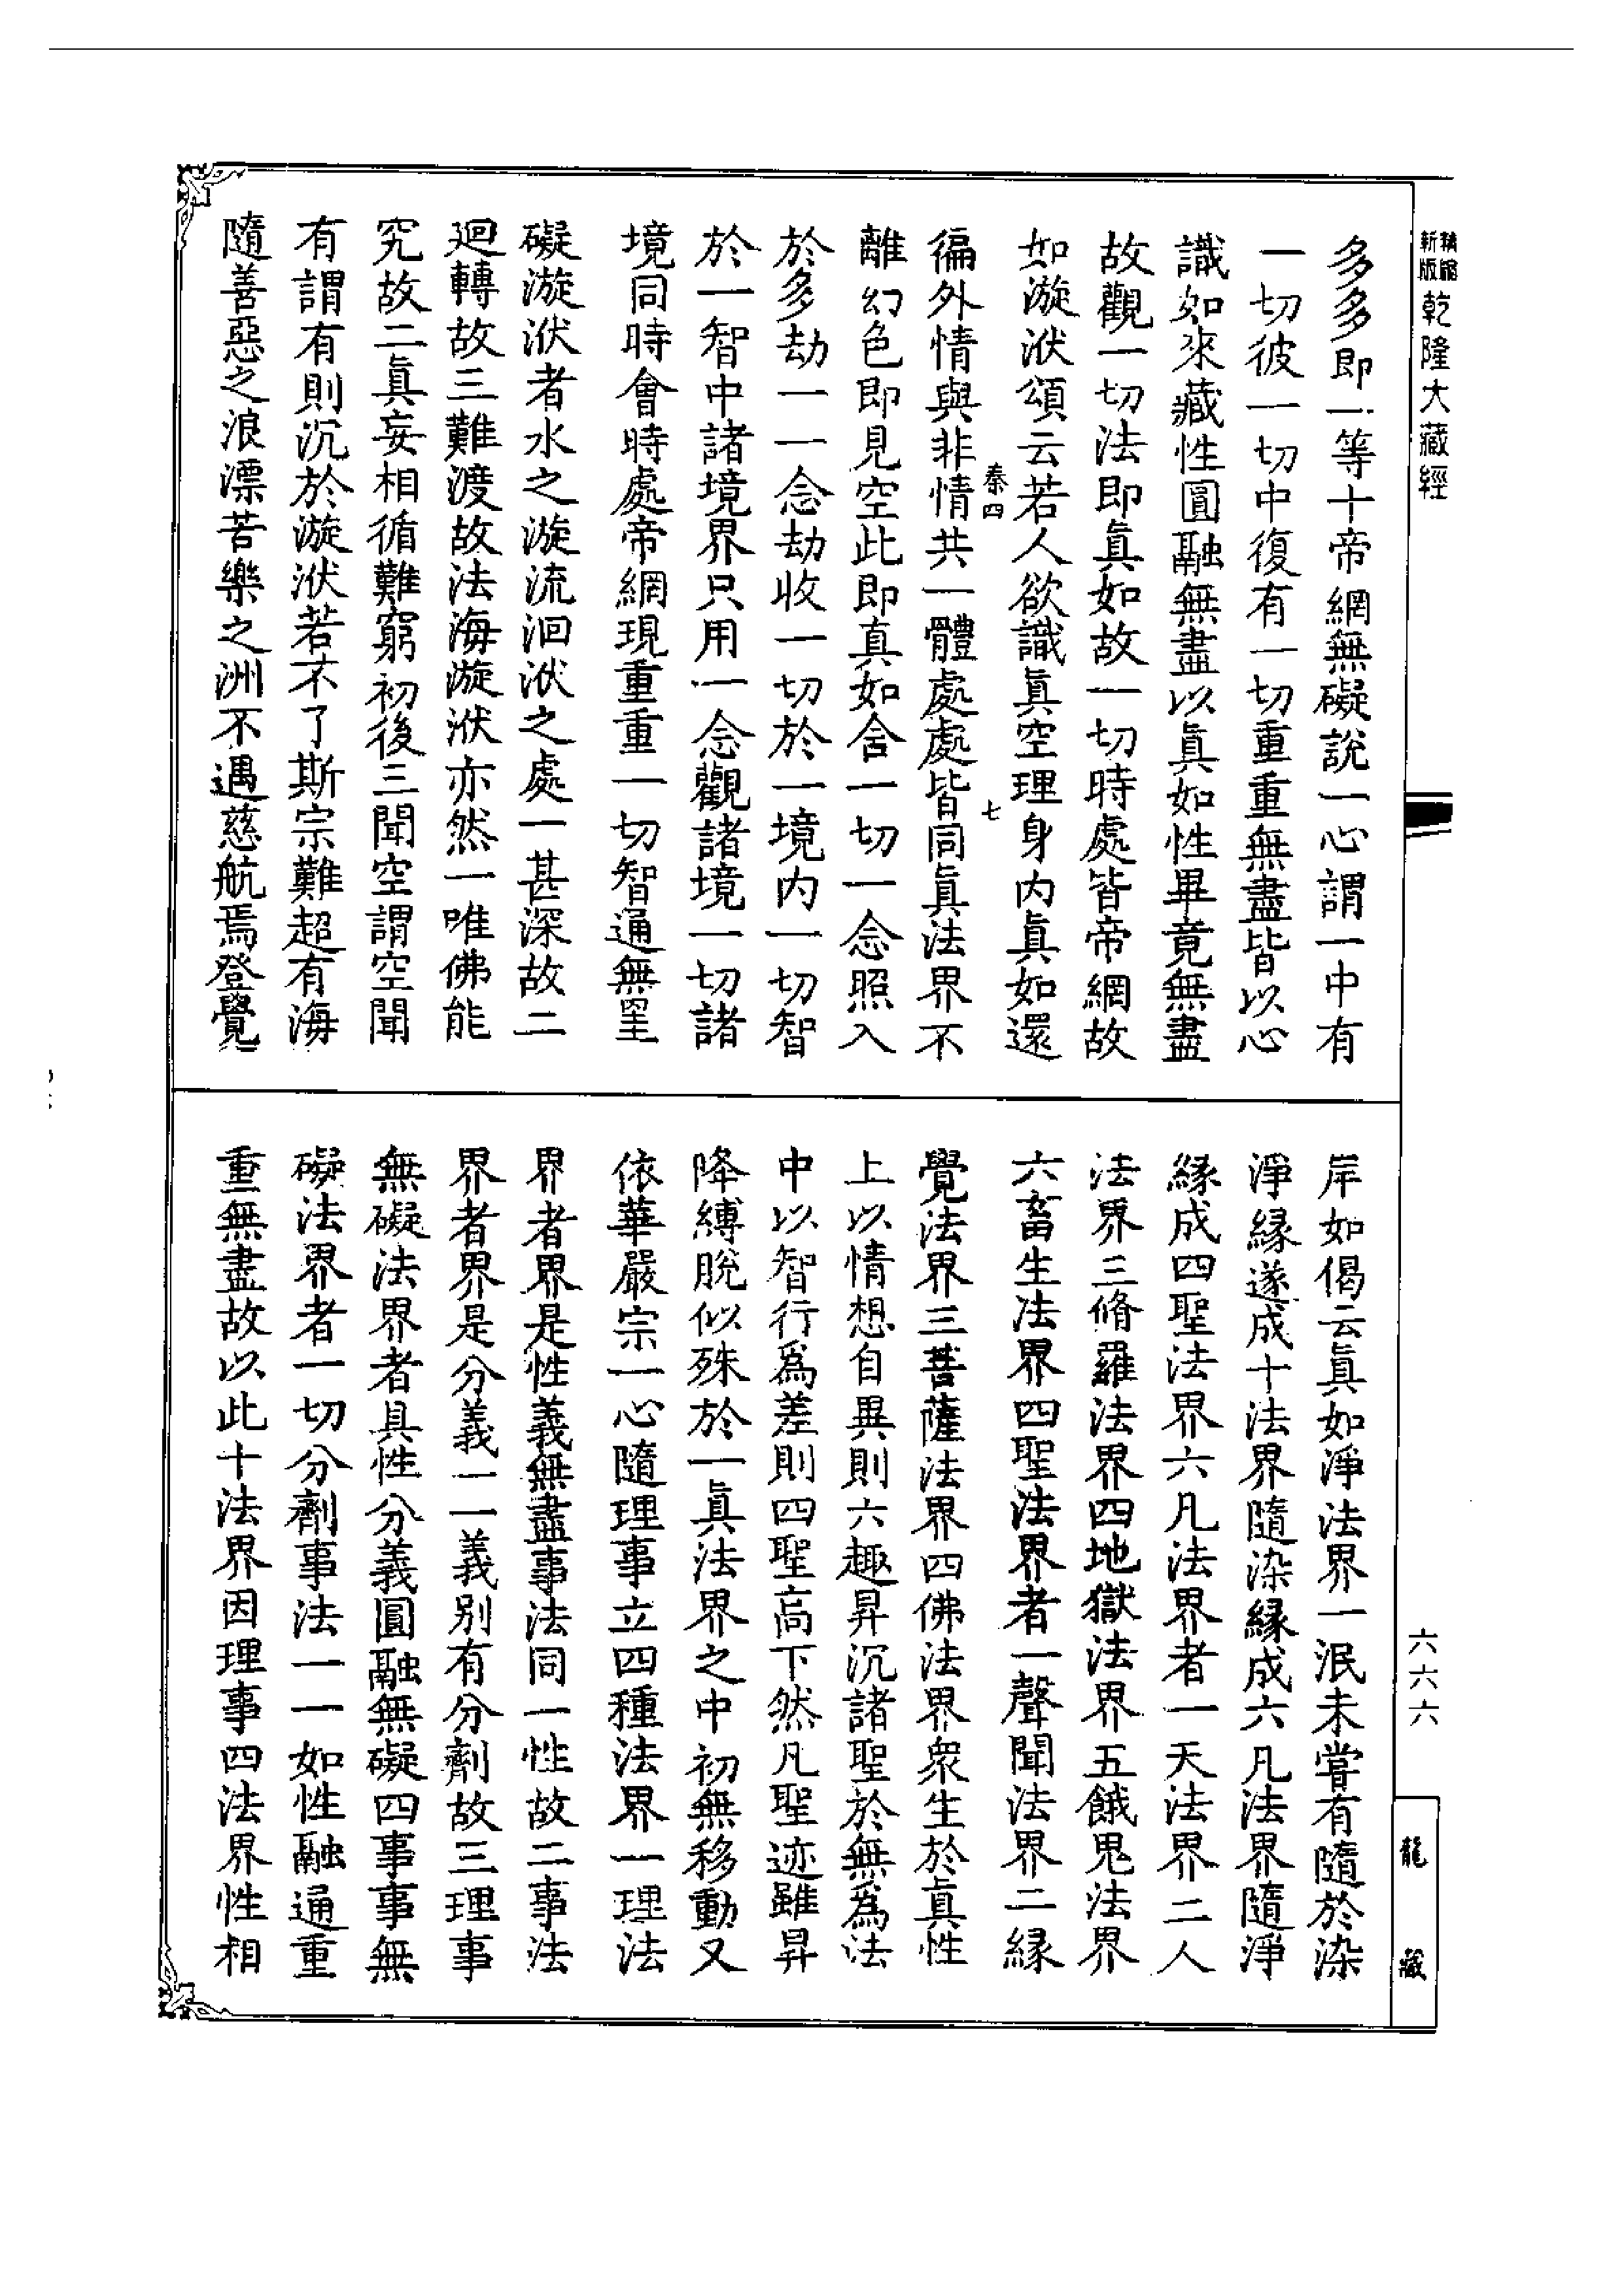 精縮新版 乾隆大藏經
多多即一等十帝網無礙說一心謂一中有
一切彼一切中復有一切重重無盡皆以心
識如來藏性圓融無盡以眞如性畢竟無盡
故觀一切法即眞如故一切時處皆帝網故
如漩洑頌云若人欲識眞空理身內眞如還
秦四 七
徧外情與非情共一體處處皆同眞法界不
離幻色即見空此即真如含一切一念照入
於多劫一一念劫收一切於一境內一切智
於一智中諸境界只用一念觀諸境一切諸
境同時會時處帝網現重重一切智通無罣
礙漩洑者水之漩流洄洑之處一甚深故二
迴轉故三難渡故法海漩洑亦然一唯佛能
究故二眞妄相循難窮初後三聞空謂空聞
有謂有則沉於漩洑若不了斯宗難超有海
隨善惡之浪漂苦樂之洲不遇慈航焉登覺
岸如偈云眞如淨法界一泯未嘗有隨於染
淨緣遂成十法界隨染緣成六凡法界隨淨
緣成四聖法界六凡法界者一天法界二人
法界三脩羅法界四地獄法界五餓鬼法界
六畜生法界四聖法界者一聲聞法界二緣
覺法界三菩薩法界四佛法界衆生於眞性
上以情想自異則六趣昇沉諸聖於無爲法
中以智行爲差則四聖高下然凡聖迹雖昇
降縛脫似殊於一眞法界之中初無移動又
依華嚴宗一心隨理事立四種法界一理法
界者界是性義無盡事法同一性故二事法
界者界是分義一一義別有分劑故三理事
無礙法界者具性分義圓融無礙四事事無
礙法界者一切分劑事法一一如性融通重
重無盡故以此十法界因理事四法界性相
六六六
龍藏